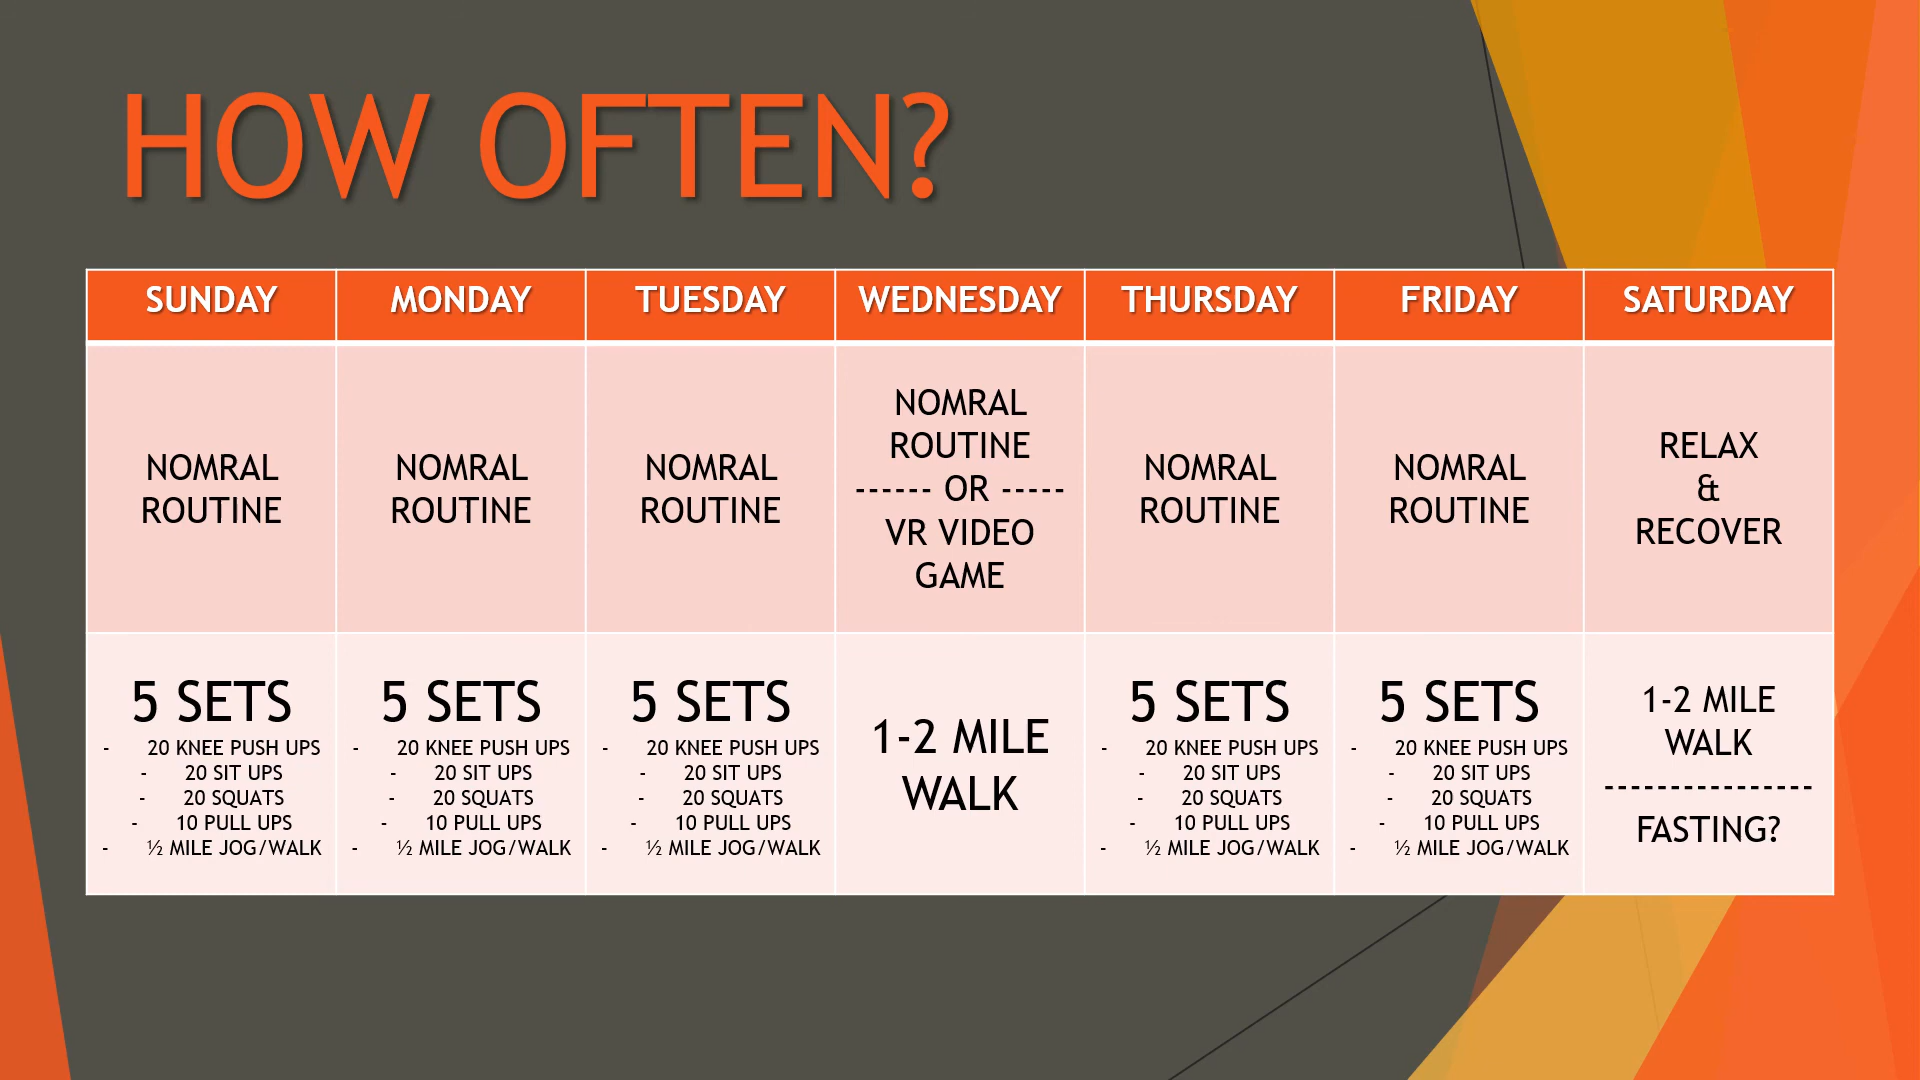 HOW OFTEN?
SUNDAY MONDAY TUESDAY WEDNESDAY THURSDAY FRIDAY SATURDAY
NOMRAL
ROUTINE
NOMRAL
ROUTINE
NOMRAL
ROUTINE
NOMRAL
ROUTINE
------ OR -----
VR VIDEO
GAME
NOMRAL
ROUTINE
NOMRAL
ROUTINE
RELAX
&
RECOVER
5 SETS
- 20 KNEE PUSH UPS
- 20 SIT UPS
- 20 SQUATS
- 10 PULL UPS
- ½ MILE JOG/WALK
5 SETS
- 20 KNEE PUSH UPS
- 20 SIT UPS
- 20 SQUATS
- 10 PULL UPS
- ½ MILE JOG/WALK
5 SETS
- 20 KNEE PUSH UPS
- 20 SIT UPS
- 20 SQUATS
- 10 PULL UPS
- ½ MILE JOG/WALK
1-2 MILE
WALK
5 SETS
- 20 KNEE PUSH UPS
- 20 SIT UPS
- 20 SQUATS
- 10 PULL UPS
- ½ MILE JOG/WALK
5 SETS
- 20 KNEE PUSH UPS
- 20 SIT UPS
- 20 SQUATS
- 10 PULL UPS
- ½ MILE JOG/WALK
1-2 MILE
WALK
----------------
FASTING?